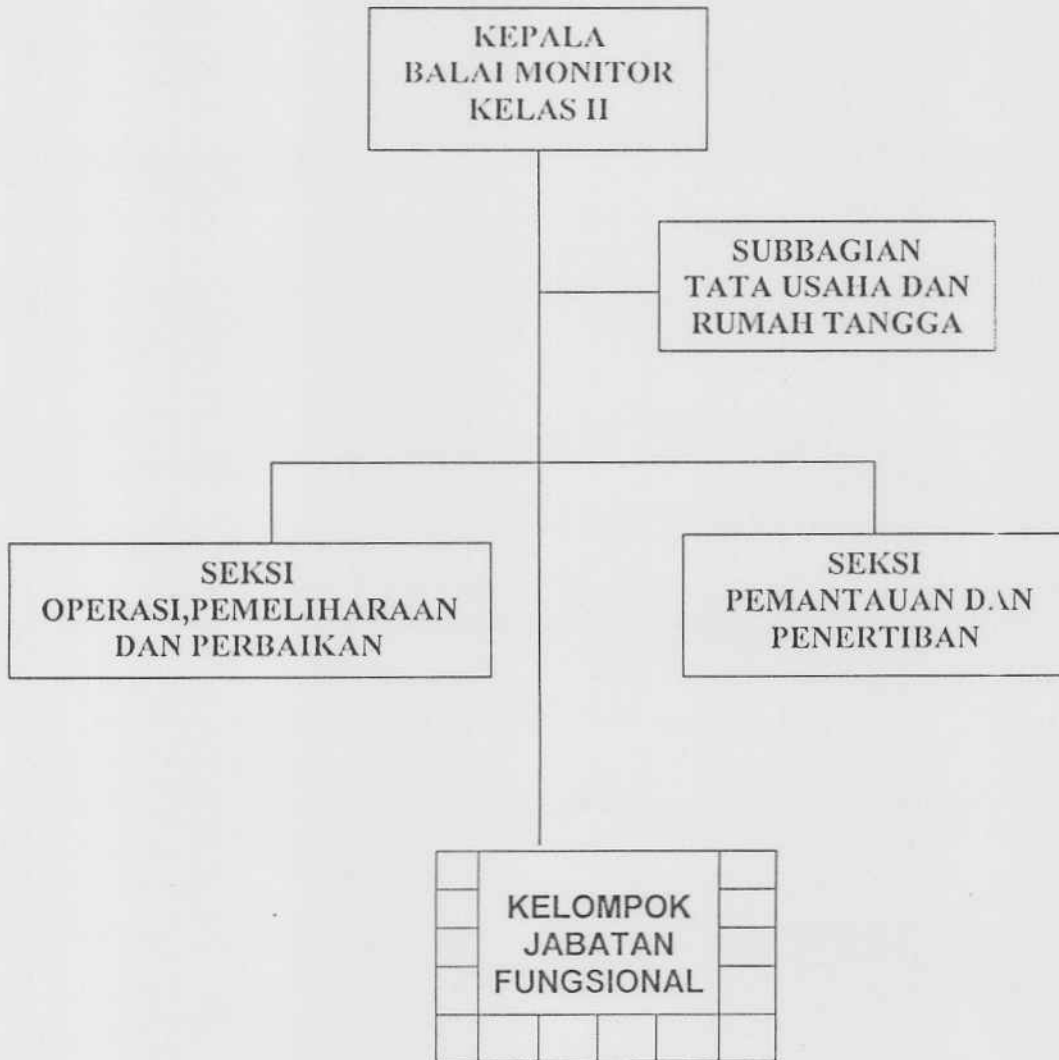 KEPALA
BALAI MONITOR
KELAS II
SUBBAGIAN
TATA USAHA DAN
RUMAH TANGGA
SEKSI
OPERASI,PEMELIHARAAN
DAN PERBAIKAN
SEKSI
PEMANTAUAN DAN
PENERTIBAN
KELOMPOK
JABATAN
FUNGSIONAL